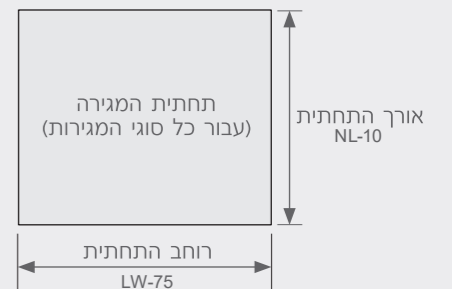 תחתית המגירה
(עבור כל סוגי המגירות)
אורך התחתית
NL-10
רוחב התחתית
LW-75